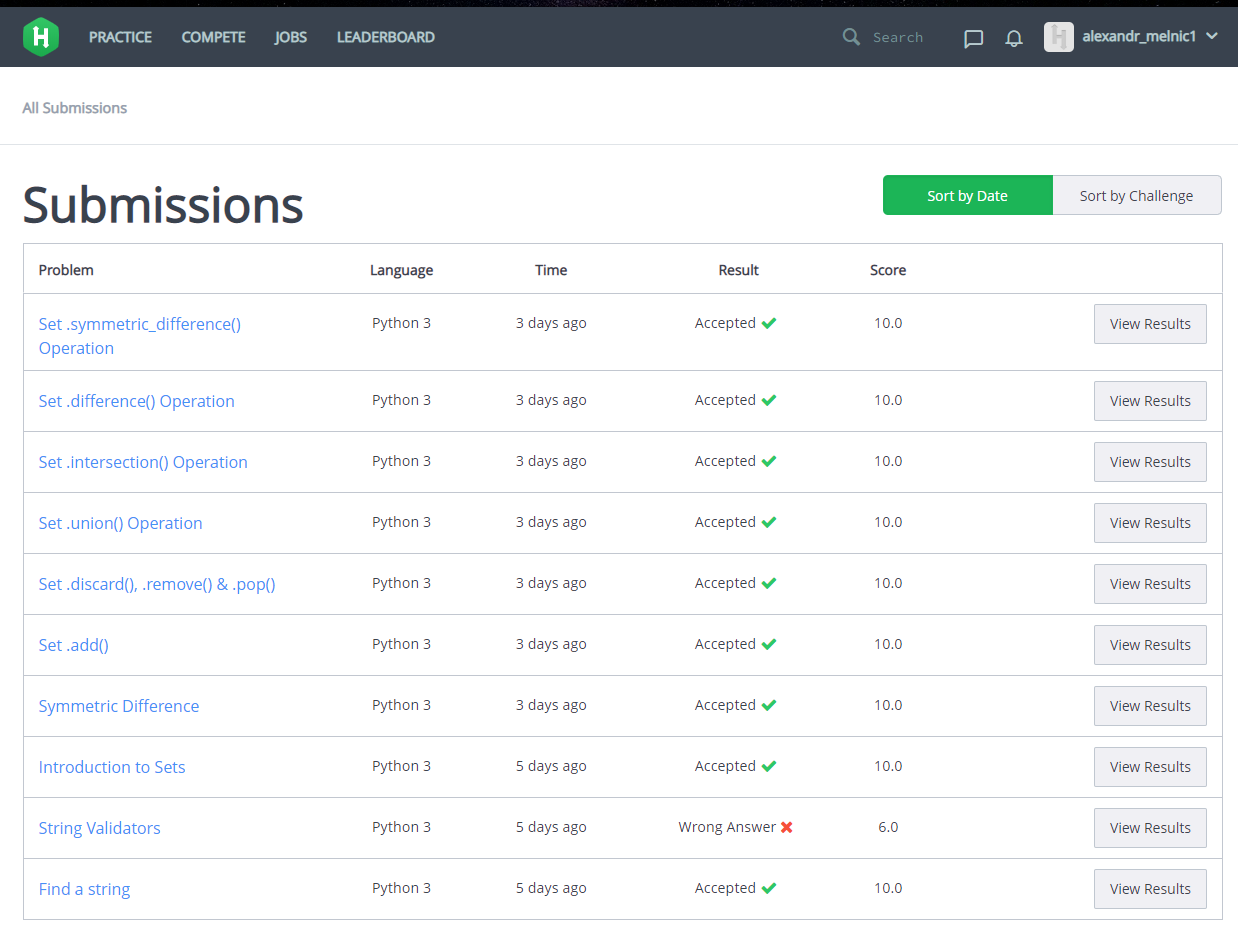 H PRACTICE COMPETE JOBS LEADERBOARD Search H alexandr_melnic1
All Submissions
Submissions
Sort by Date Sort by Challenge
Problem Language Time Result Score
Set .symmetric_difference() Python 3 3 days ago Accepted 10.0 View Results
Operation
Set .difference() Operation Python 3 3 days ago Accepted 10.0 View Results
Set .intersection() Operation Python 3 3 days ago Accepted 10.0 View Results
Set .union() Operation Python 3 3 days ago Accepted 10.0 View Results
Set .discard(), .remove() & .pop() Python 3 3 days ago Accepted 10.0 View Results
Set .add() Python 3 3 days ago Accepted 10.0 View Results
Symmetric Difference Python 3 3 days ago Accepted 10.0 View Results
Introduction to Sets Python 3 5 days ago Accepted 10.0 View Results
String Validators Python 3 5 days ago Wrong Answer 6.0 View Results
Find a string Python 3 5 days ago Accepted 10.0 View Results